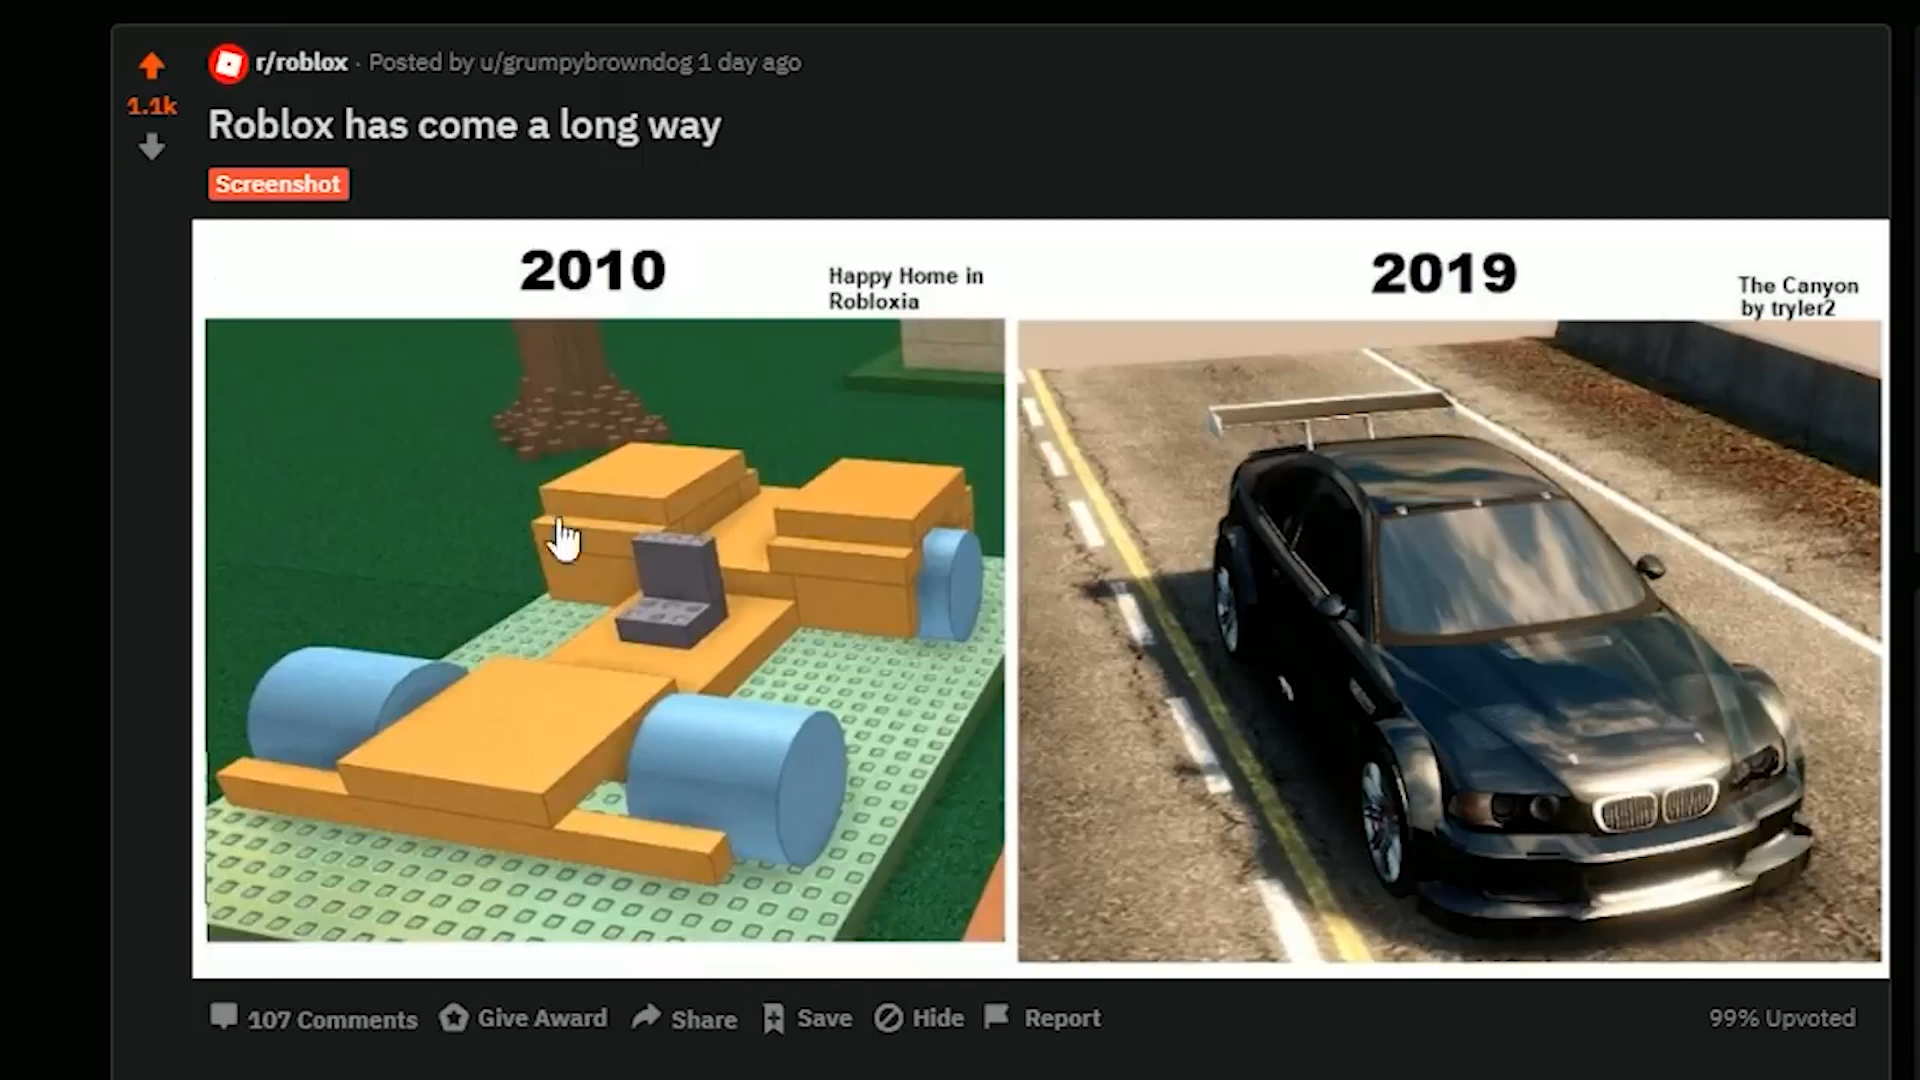 r/roblox · Posted by u/grumpybrowndog 1 day ago
1.1k
Roblox has come a long way
Screenshot
2010
Happy Home in
Robloxia
2019
The Canyon
by tryler2
107 Comments Give Award Share Save Hide Report 99% Upvoted